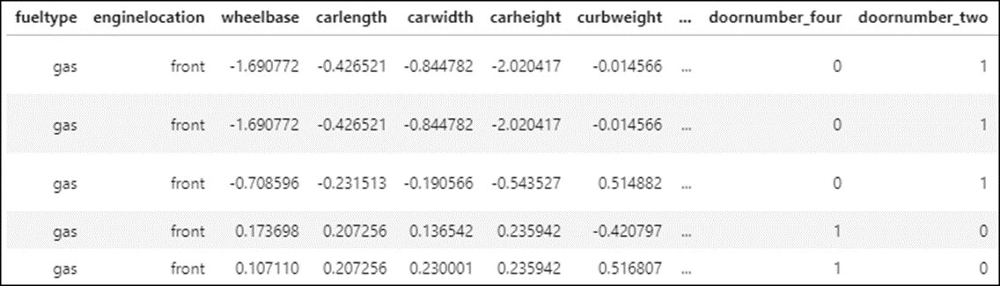 fueltype enginelocation wheelbase carlength carwidth carheight curbweight ... doornumber_four doornumber_two
gas front -1.690772 -0.426521 -0.844782 -2.020417 -0.014566 ... 0 1
gas front -1.690772 -0.426521 -0.844782 -2.020417 -0.014566 ... 0 1
gas front -0.708596 -0.231513 -0.190566 -0.543527 0.514882 ... 0 1
gas front 0.173698 0.207256 0.136542 0.235942 -0.420797 ... 1 0
gas front 0.107110 0.207256 0.230001 0.235942 0.516807 ... 1 0